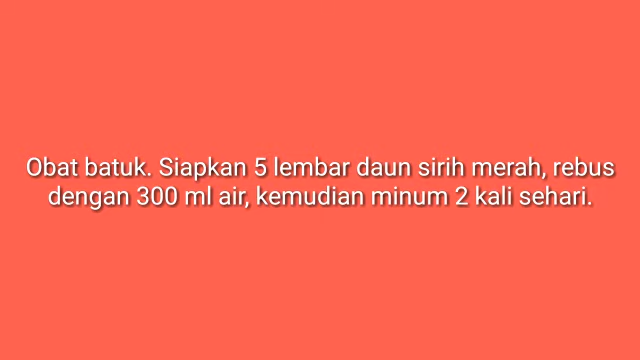 Obat batuk. Siapkan 5 lembar daun sirih merah, rebus
dengan 300 ml air, kemudian minum 2 kali sehari.